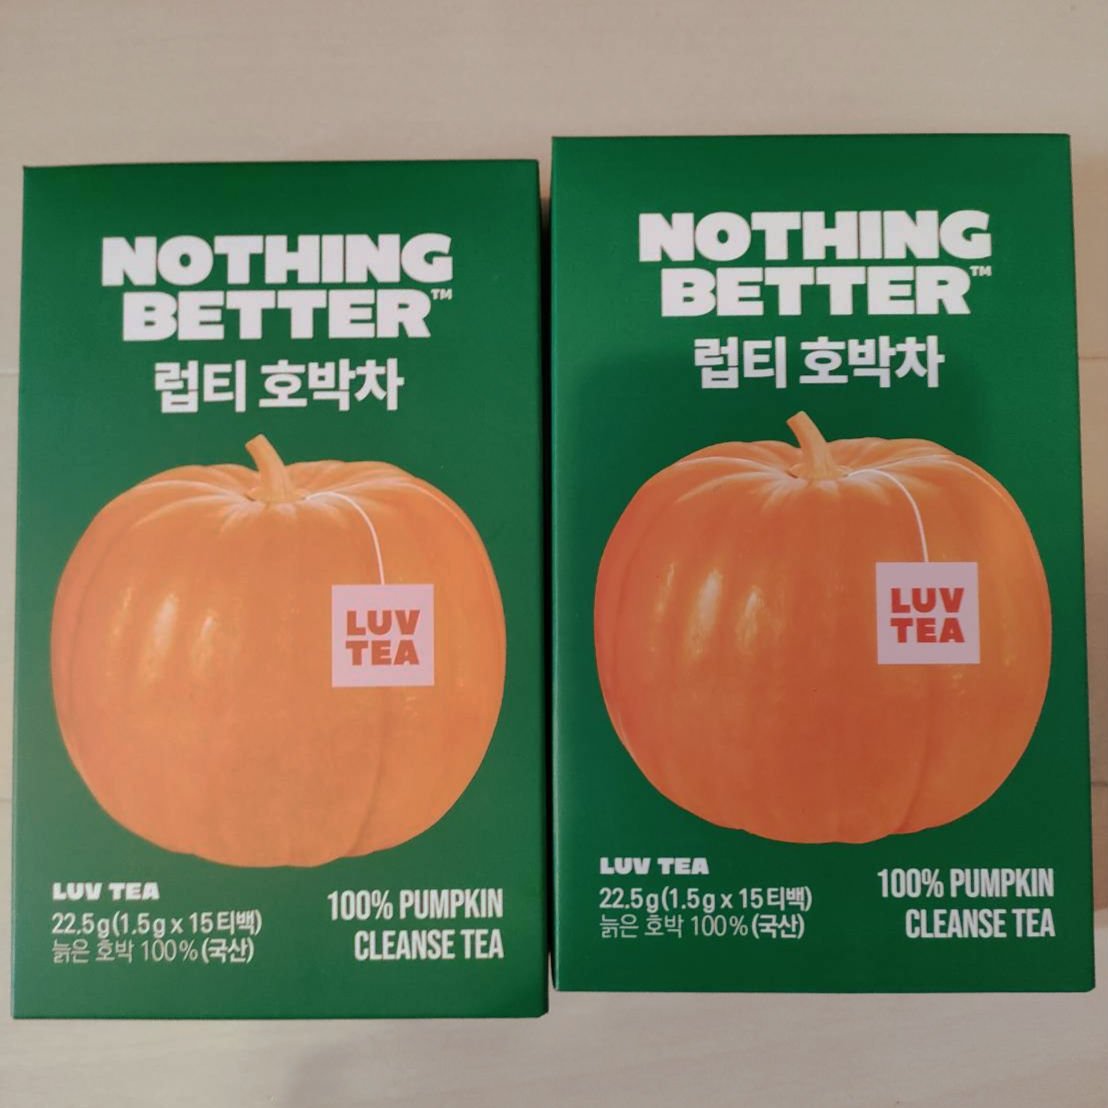 NOTHING
BETTER™
럽티 호박차
LUV
TEA
LUV TEA
22.5g(1.5g x 15티백)
늙은 호박 100%(국산)
100% PUMPKIN
CLEANSE TEA
NOTHING
BETTER™
럽티 호박차
LUV
TEA
LUV TEA
22.5g(1.5g x 15티백)
늙은 호박 100%(국산)
100% PUMPKIN
CLEANSE TEA